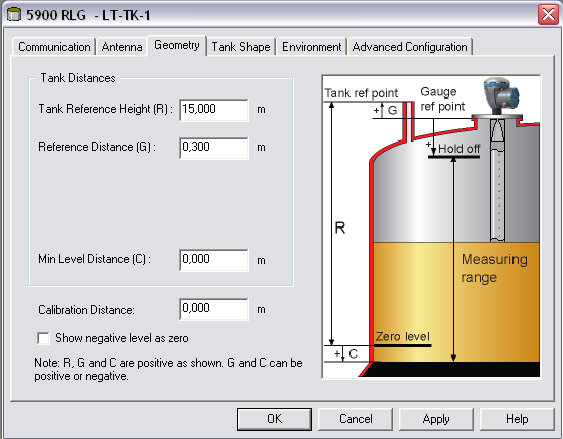 5900 RLG - LT-TK-1
Communication Antenna Geometry Tank Shape Environment Advanced Configuration
Tank Distances
Tank Reference Height (R) : 15,000 m
Reference Distance (G) : 0,300 m
Min Level Distance (C) : 0,000 m
Calibration Distance: 0,000 m
Show negative level as zero
Note: R, G and C are positive as shown. G and C can be
positive or negative.
Tank ref point
Gauge
ref point
+ G
+
Hold off
R
Measuring
range
Zero level
+ C
OK Cancel Apply Help